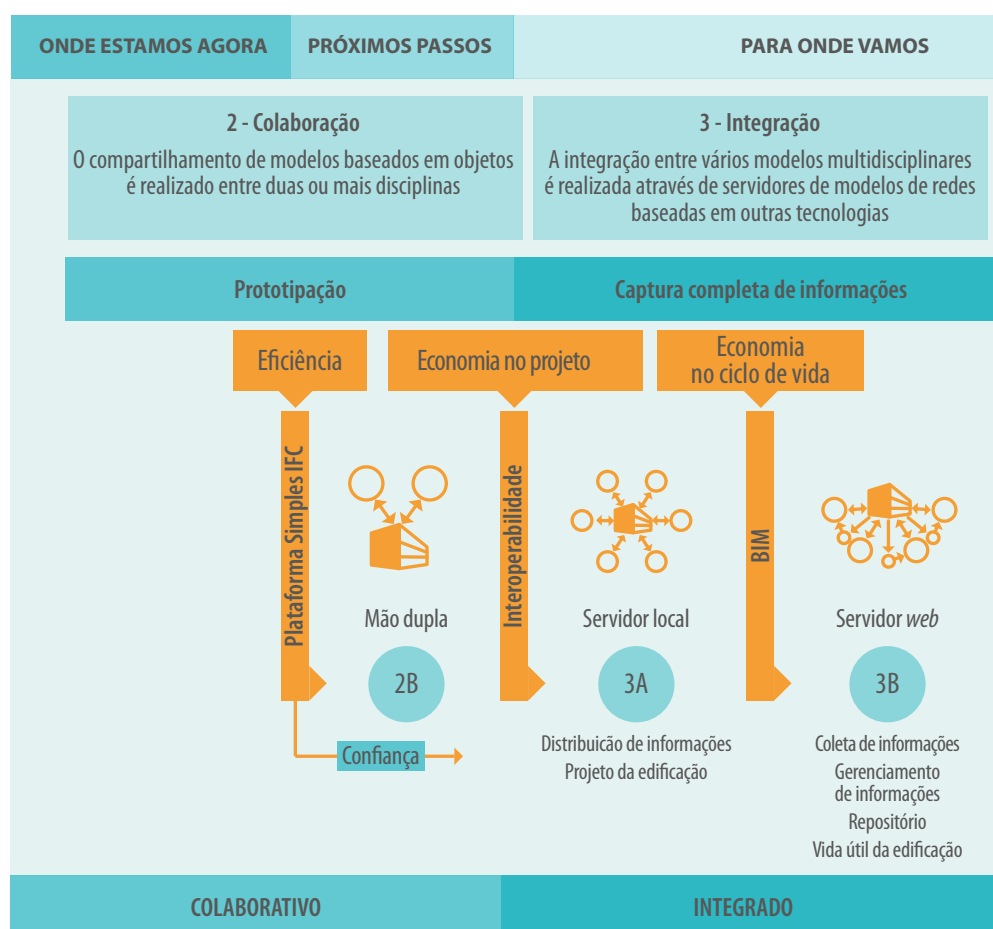 ONDE ESTAMOS AGORA
PRÓXIMOS PASSOS
PARA ONDE VAMOS
2 - Colaboração
O compartilhamento de modelos baseados em objetos
é realizado entre duas ou mais disciplinas
3 - Integração
A integração entre vários modelos multidisciplinares
é realizada através de servidores de modelos de redes
baseadas em outras tecnologias
Prototipação
Captura completa de informações
Eficiência
Economia no projeto
Economia
no ciclo de vida
Plataforma Simples IFC
Mão dupla
2B
Confiança
Interoperabilidade
Servidor local
3A
Distribuicão de informações
Projeto da edificação
BIM
Servidor web
3B
Coleta de informações
Gerenciamento
de informações
Repositório
Vida útil da edificação
COLABORATIVO
INTEGRADO